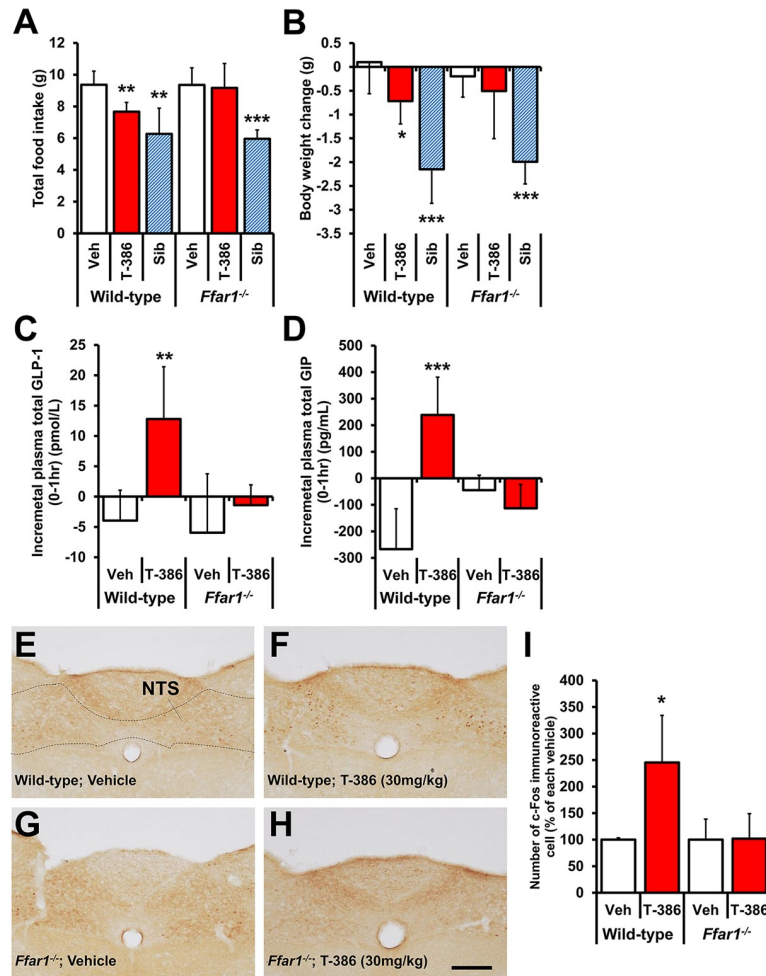 A
Total food intake (g)
12
10
8
6
4
2
0
** ** ***
Veh T-386 Sib Veh T-386 Sib
Wild-type Ffar1-/-
B
Body weight change (g)
0.5
0
-0.5
-1
-1.5
-2
-2.5
-3
-3.5
* *** ***
Veh T-386 Sib Veh T-386 Sib
Wild-type Ffar1-/-
C
Incremetal plasma total GLP-1
(0-1hr) (pmol/L)
25
20
15
10
5
0
-5
-10
**
Veh T-386 Veh T-386
Wild-type Ffar1-/-
D
Incremetal plasma total GIP
(0-1hr) (pg/mL)
500
400
300
200
100
0
-100
-200
-300
***
Veh T-386 Veh T-386
Wild-type Ffar1-/-
E
NTS
Wild-type; Vehicle
F
Wild-type; T-386 (30mg/kg)
G
Ffar1-/-; Vehicle
H
Ffar1-/-; T-386 (30mg/kg)
I
Number of c-Fos immunoreactive
cell (% of each vehicle)
400
350
300
250
200
150
100
50
0
*
Veh T-386 Veh T-386
Wild-type Ffar1-/-